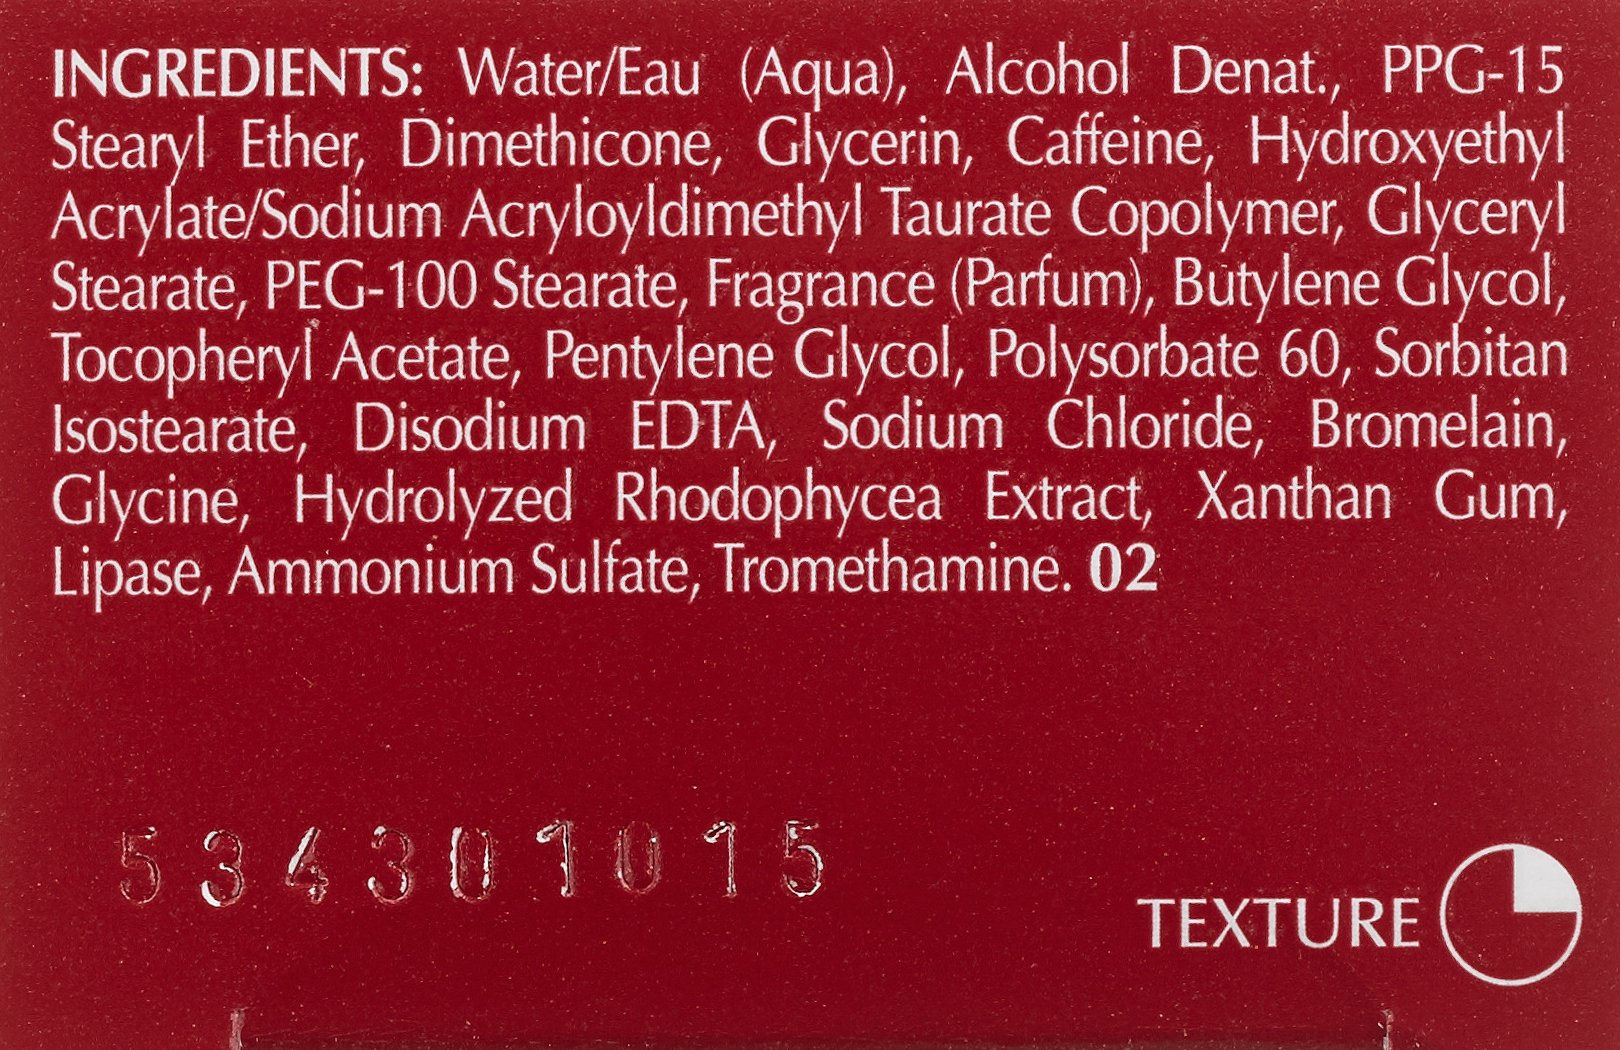 INGREDIENTS: Water/Eau (Aqua), Alcohol Denat., PPG-15
Stearyl Ether, Dimethicone, Glycerin, Caffeine, Hydroxyethyl
Acrylate/Sodium Acryloyldimethyl Taurate Copolymer, Glyceryl
Stearate, PEG-100 Stearate, Fragrance (Parfum), Butylene Glycol,
Tocopheryl Acetate, Pentylene Glycol, Polysorbate 60, Sorbitan
Isostearate, Disodium EDTA, Sodium Chloride, Bromelain,
Glycine, Hydrolyzed Rhodophycea Extract, Xanthan Gum,
Lipase, Ammonium Sulfate, Tromethamine. 02
534301015
TEXTURE